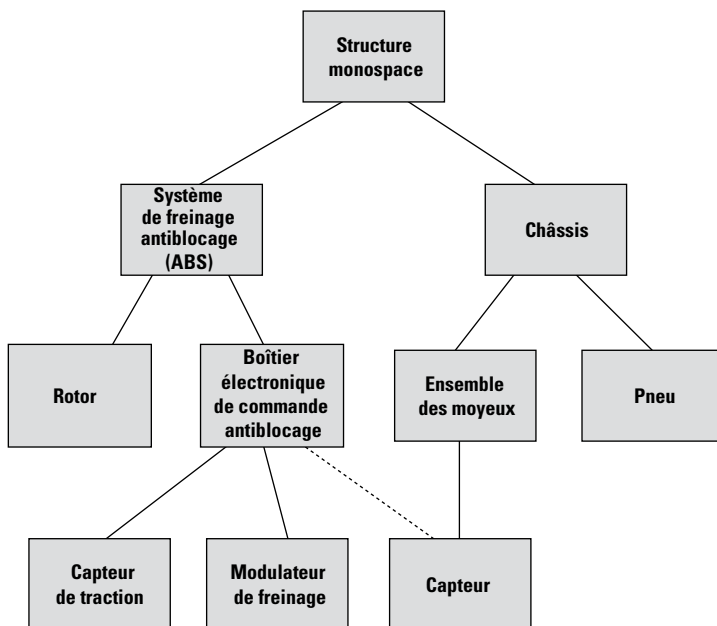 Structure
monospace
Système
de freinage
antiblocage
(ABS)
Châssis
Rotor
Boîtier
électronique
de commande
antiblocage
Ensemble
des moyeux
Pneu
Capteur
de traction
Modulateur
de freinage
Capteur